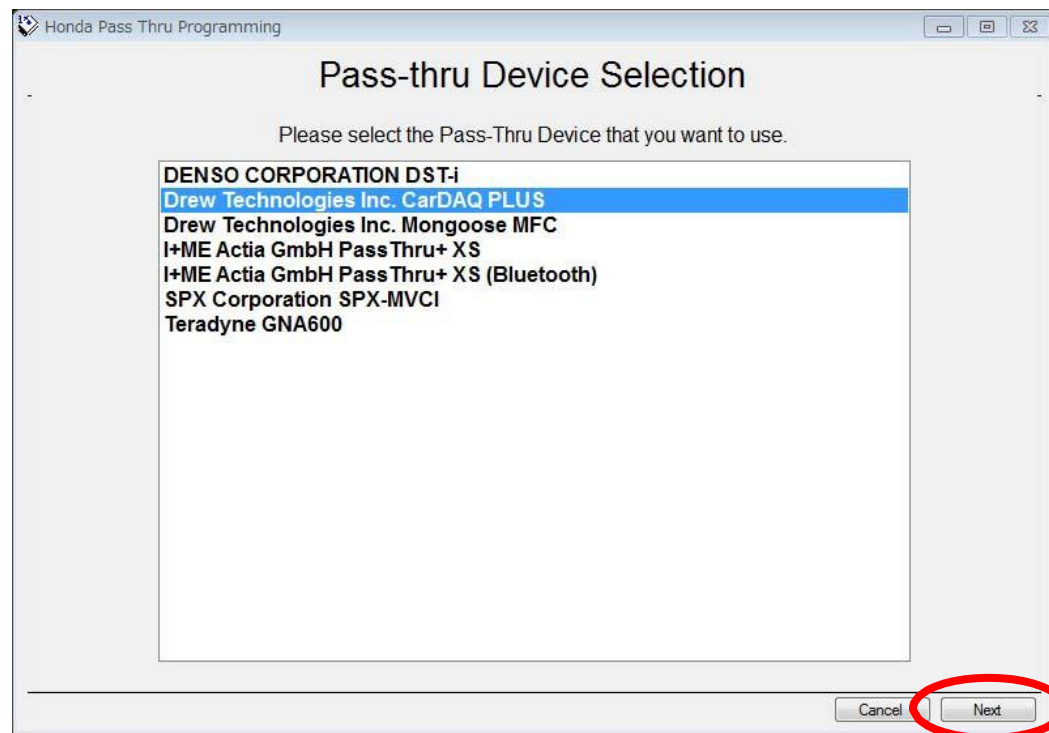 Honda Pass Thru Programming
Pass-thru Device Selection
Please select the Pass-Thru Device that you want to use.
DENSO CORPORATION DST-i
Drew Technologies Inc. CarDAQ PLUS
Drew Technologies Inc. Mongoose MFC
I+ME Actia GmbH PassThru+ XS
I+ME Actia GmbH PassThru+ XS (Bluetooth)
SPX Corporation SPX-MVCI
Teradyne GNA600
Cancel Next